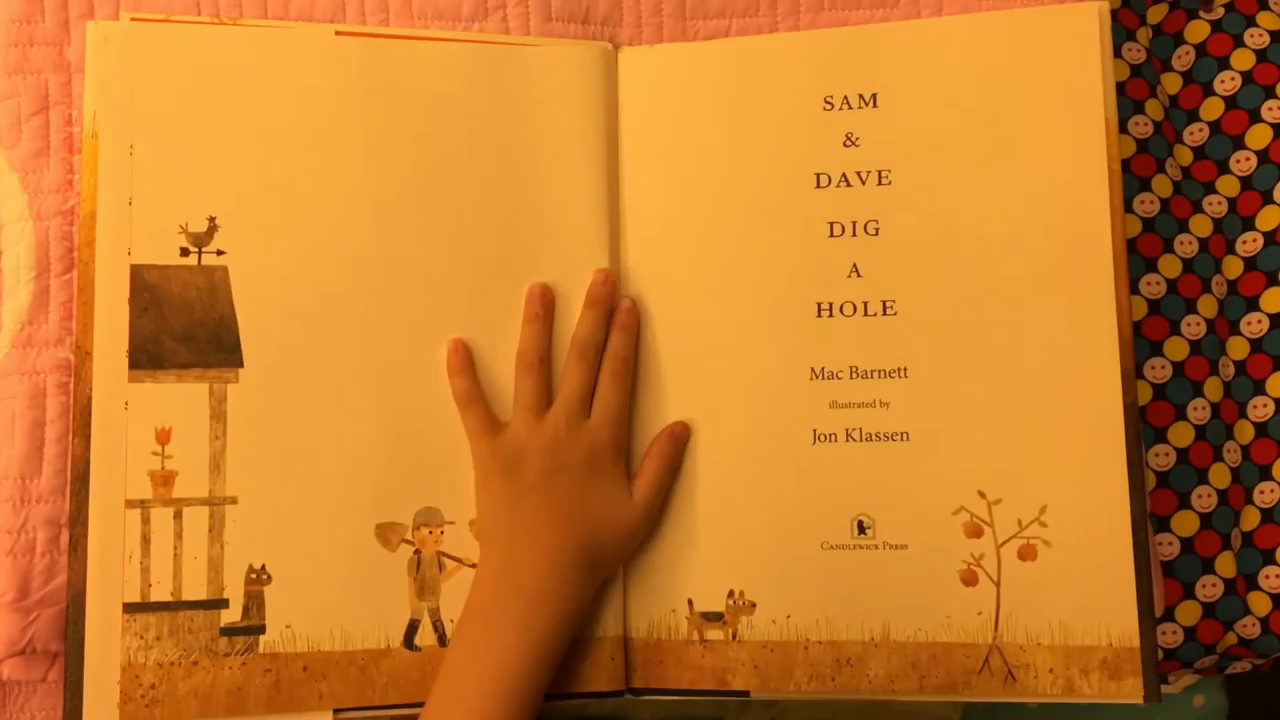 SAM
&
DAVE
DIG
A
HOLE
Mac Barnett
illustrated by
Jon Klassen
CANDLEWICK PRESS